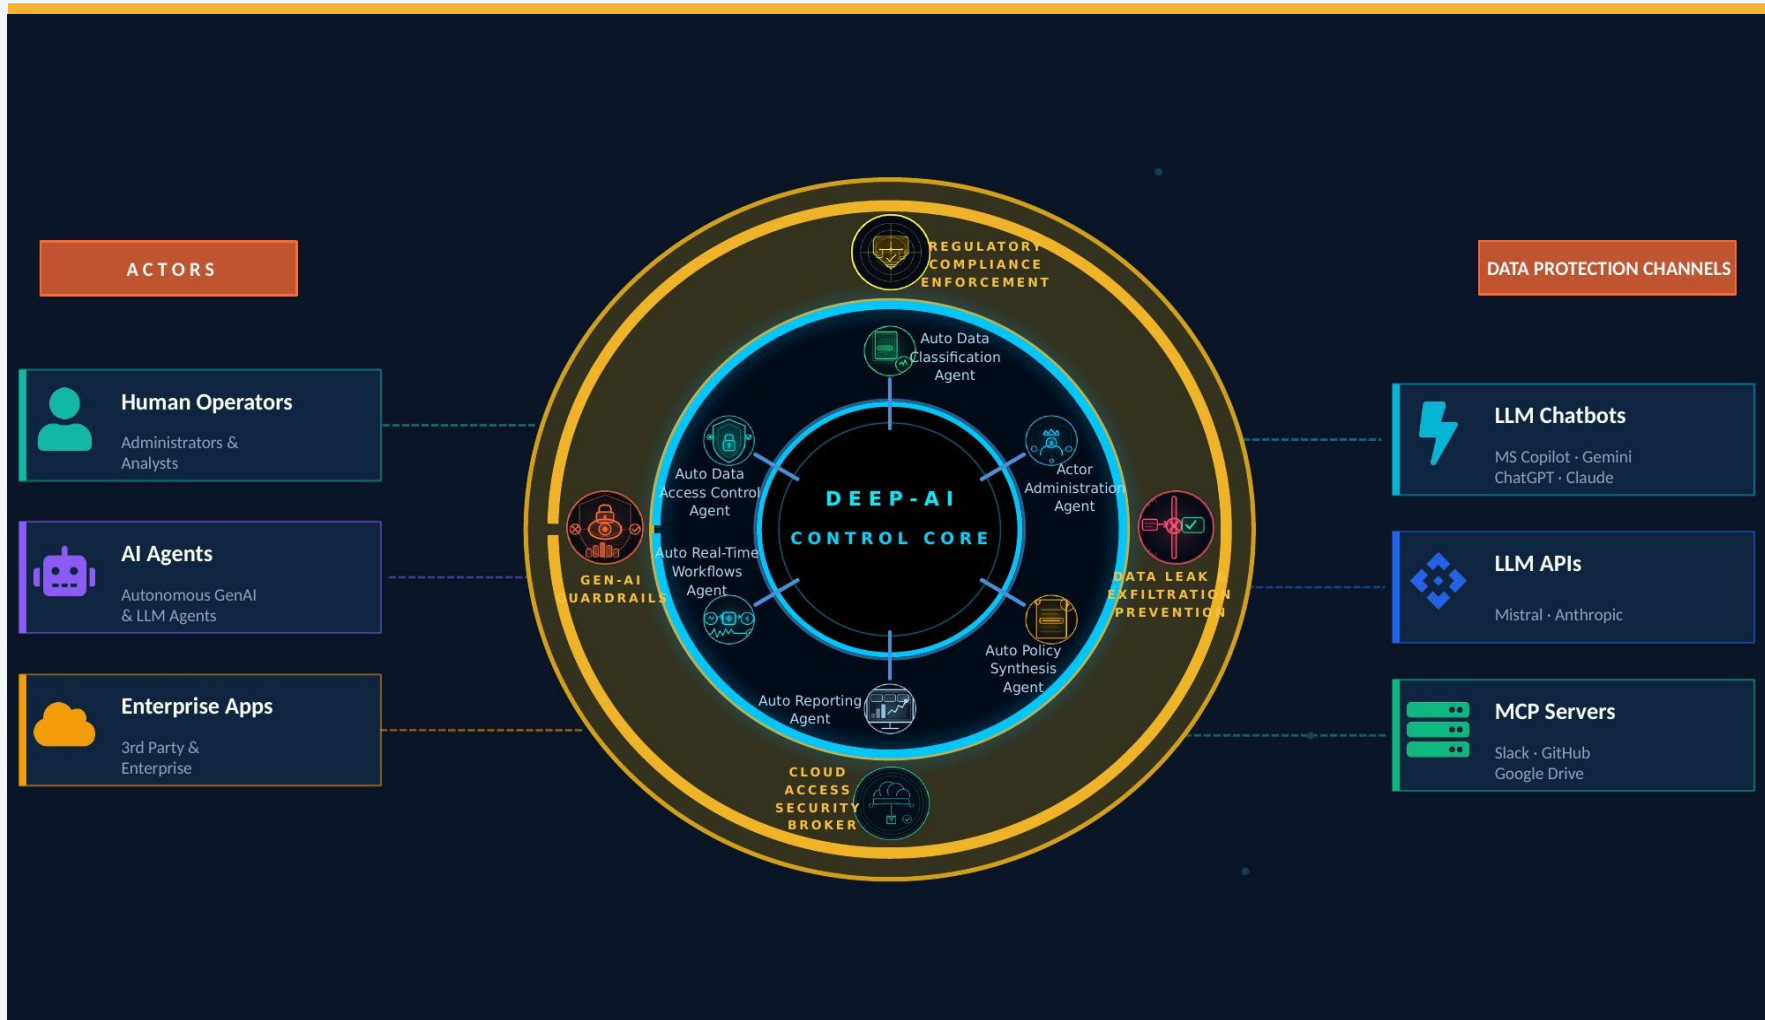 ACTORS
Human Operators
Administrators &
Analysts
AI Agents
Autonomous GenAI
& LLM Agents
Enterprise Apps
3rd Party &
Enterprise
REGULATORY
COMPLIANCE
ENFORCEMENT
Auto Data
Classification
Agent
Auto Data
Access Control
Agent
Actor
Administration
Agent
DEEP-AI
CONTROL CORE
GEN-AI
GUARDRAILS
Auto Real-Time
Workflows
Agent
DATA LEAK &
EXFILTRATION
PREVENTION
Auto Policy
Synthesis
Agent
Auto Reporting
Agent
CLOUD
ACCESS
SECURITY
BROKER
DATA PROTECTION CHANNELS
LLM Chatbots
MS Copilot · Gemini
ChatGPT · Claude
LLM APIs
Mistral · Anthropic
MCP Servers
Slack · GitHub
Google Drive